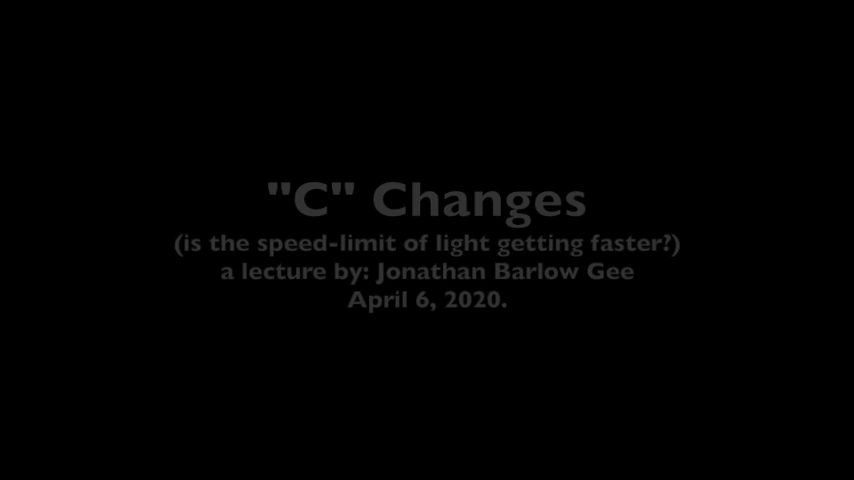 "C" Changes
(is the speed-limit of light getting faster?)
a lecture by: Jonathan Barlow Gee
April 6, 2020.